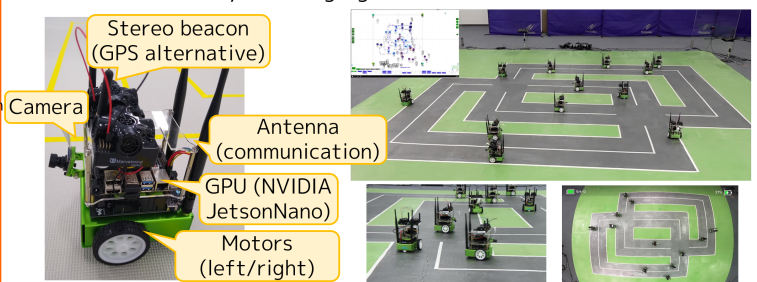 Stereo beacon
(GPS alternative)
Camera
Antenna
(communication)
GPU (NVIDIA
JetsonNano)
Motors
(left/right)